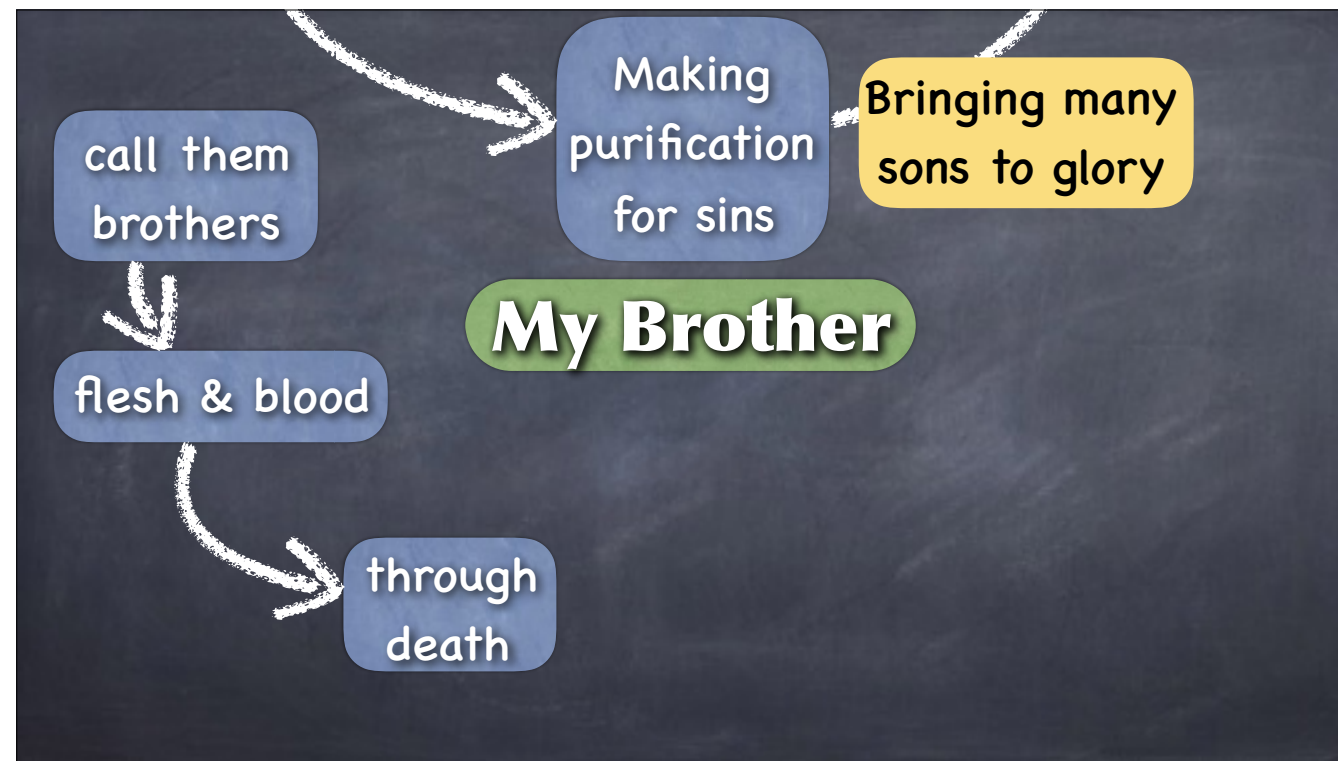 Making
purification
for sins
Bringing many
sons to glory
call them
brothers
My Brother
flesh & blood
through
death